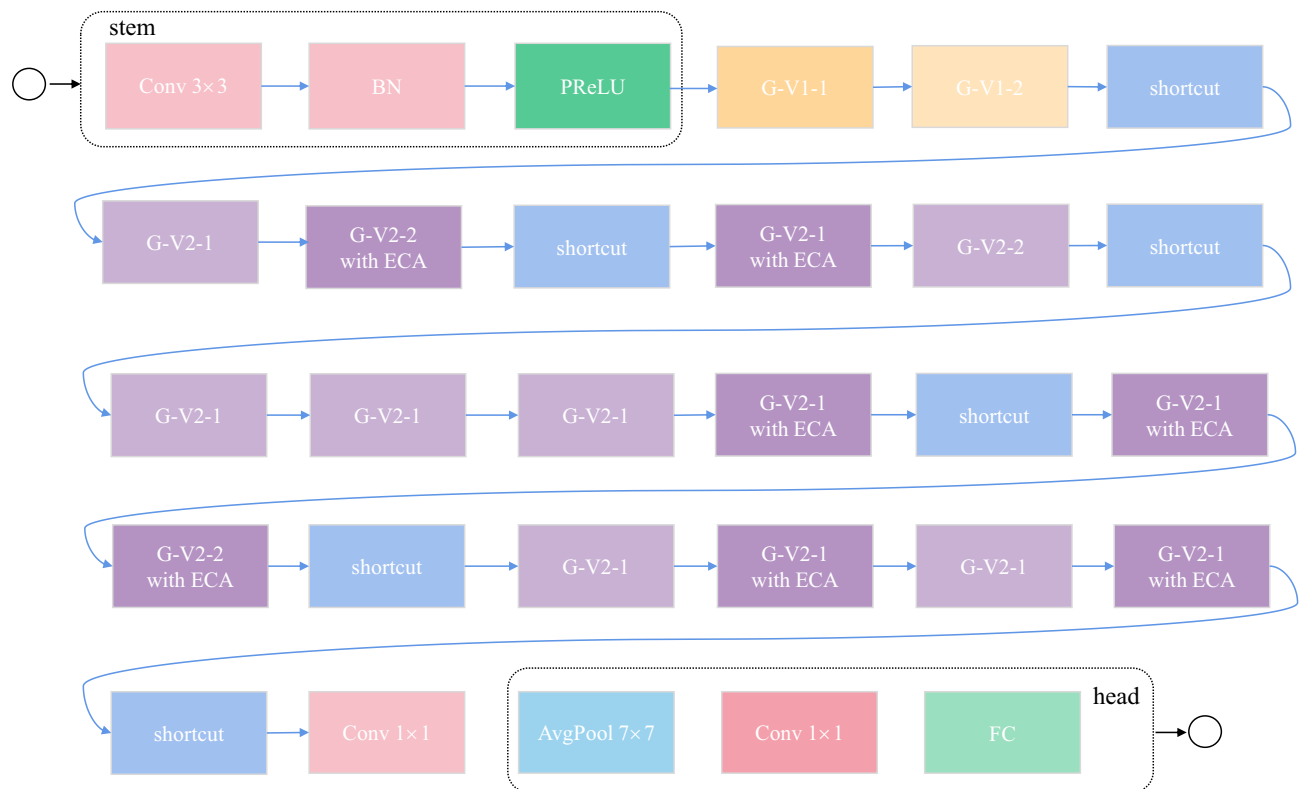 stem
Conv 3×3
BN
PReLU
G-V1-1
G-V1-2
shortcut
G-V2-1
G-V2-2
with ECA
shortcut
G-V2-1
with ECA
G-V2-2
shortcut
G-V2-1
G-V2-1
G-V2-1
G-V2-1
with ECA
shortcut
G-V2-1
with ECA
G-V2-2
with ECA
shortcut
G-V2-1
G-V2-1
with ECA
G-V2-1
G-V2-1
with ECA
shortcut
Conv 1×1
AvgPool 7×7
Conv 1×1
FC
head